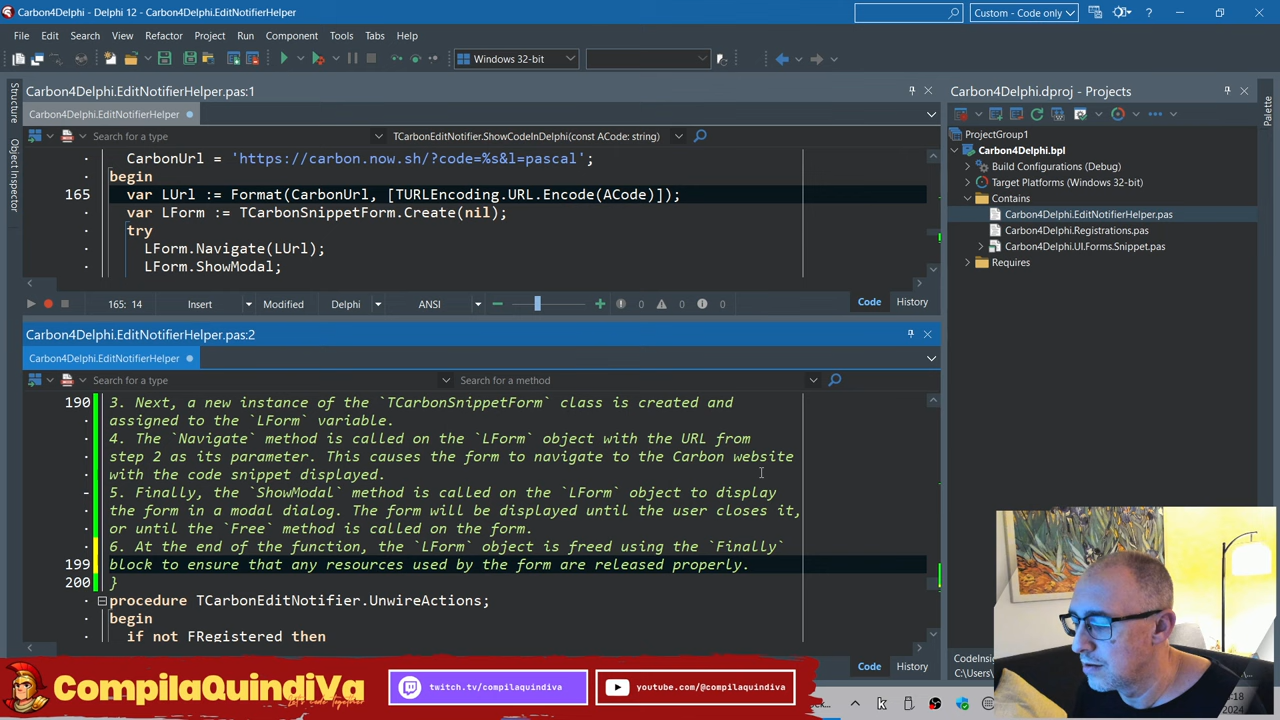 Carbon4Delphi - Delphi 12 - Carbon4Delphi.EditNotifierHelper
Custom - Code only
File Edit Search View Refactor Project Run Component Tools Tabs Help
Windows 32-bit
Carbon4Delphi.EditNotifierHelper.pas:1
Carbon4Delphi.EditNotifierHelper
Search for a type
TCarbonEditNotifier.ShowCodeInDelphi(const ACode: string)
CarbonUrl = 'https://carbon.now.sh/?code=%s&l=pascal';
begin
165 var LUrl := Format(CarbonUrl, [TURLEncoding.URL.Encode(ACode)]);
var LForm := TCarbonSnippetForm.Create(nil);
try
LForm.Navigate(LUrl);
LForm.ShowModal;
165: 14 Insert Modified Delphi ANSI 0 0 0 Code History
Carbon4Delphi.EditNotifierHelper.pas:2
Carbon4Delphi.EditNotifierHelper
Search for a type
Search for a method
190 3. Next, a new instance of the `TCarbonSnippetForm` class is created and
assigned to the `LForm` variable.
4. The `Navigate` method is called on the `LForm` object with the URL from
step 2 as its parameter. This causes the form to navigate to the Carbon website
with the code snippet displayed.
5. Finally, the `ShowModal` method is called on the `LForm` object to display
the form in a modal dialog. The form will be displayed until the user closes it,
or until the `Free` method is called on the form.
6. At the end of the function, the `LForm` object is freed using the `Finally`
199 block to ensure that any resources used by the form are released properly.
200 }
procedure TCarbonEditNotifier.UnwireActions;
begin
if not FRegistered then
Code History
Structure
Object Inspector
Carbon4Delphi.dproj - Projects
ProjectGroup1
Carbon4Delphi.bpl
Build Configurations (Debug)
Target Platforms (Windows 32-bit)
Contains
Carbon4Delphi.EditNotifierHelper.pas
Carbon4Delphi.Registrations.pas
Carbon4Delphi.UI.Forms.Snippet.pas
Requires
Palette
CompilaQuindiVa
Let's Code Together
twitch.tv/compilaquindiva
youtube.com/@compilaquindiva